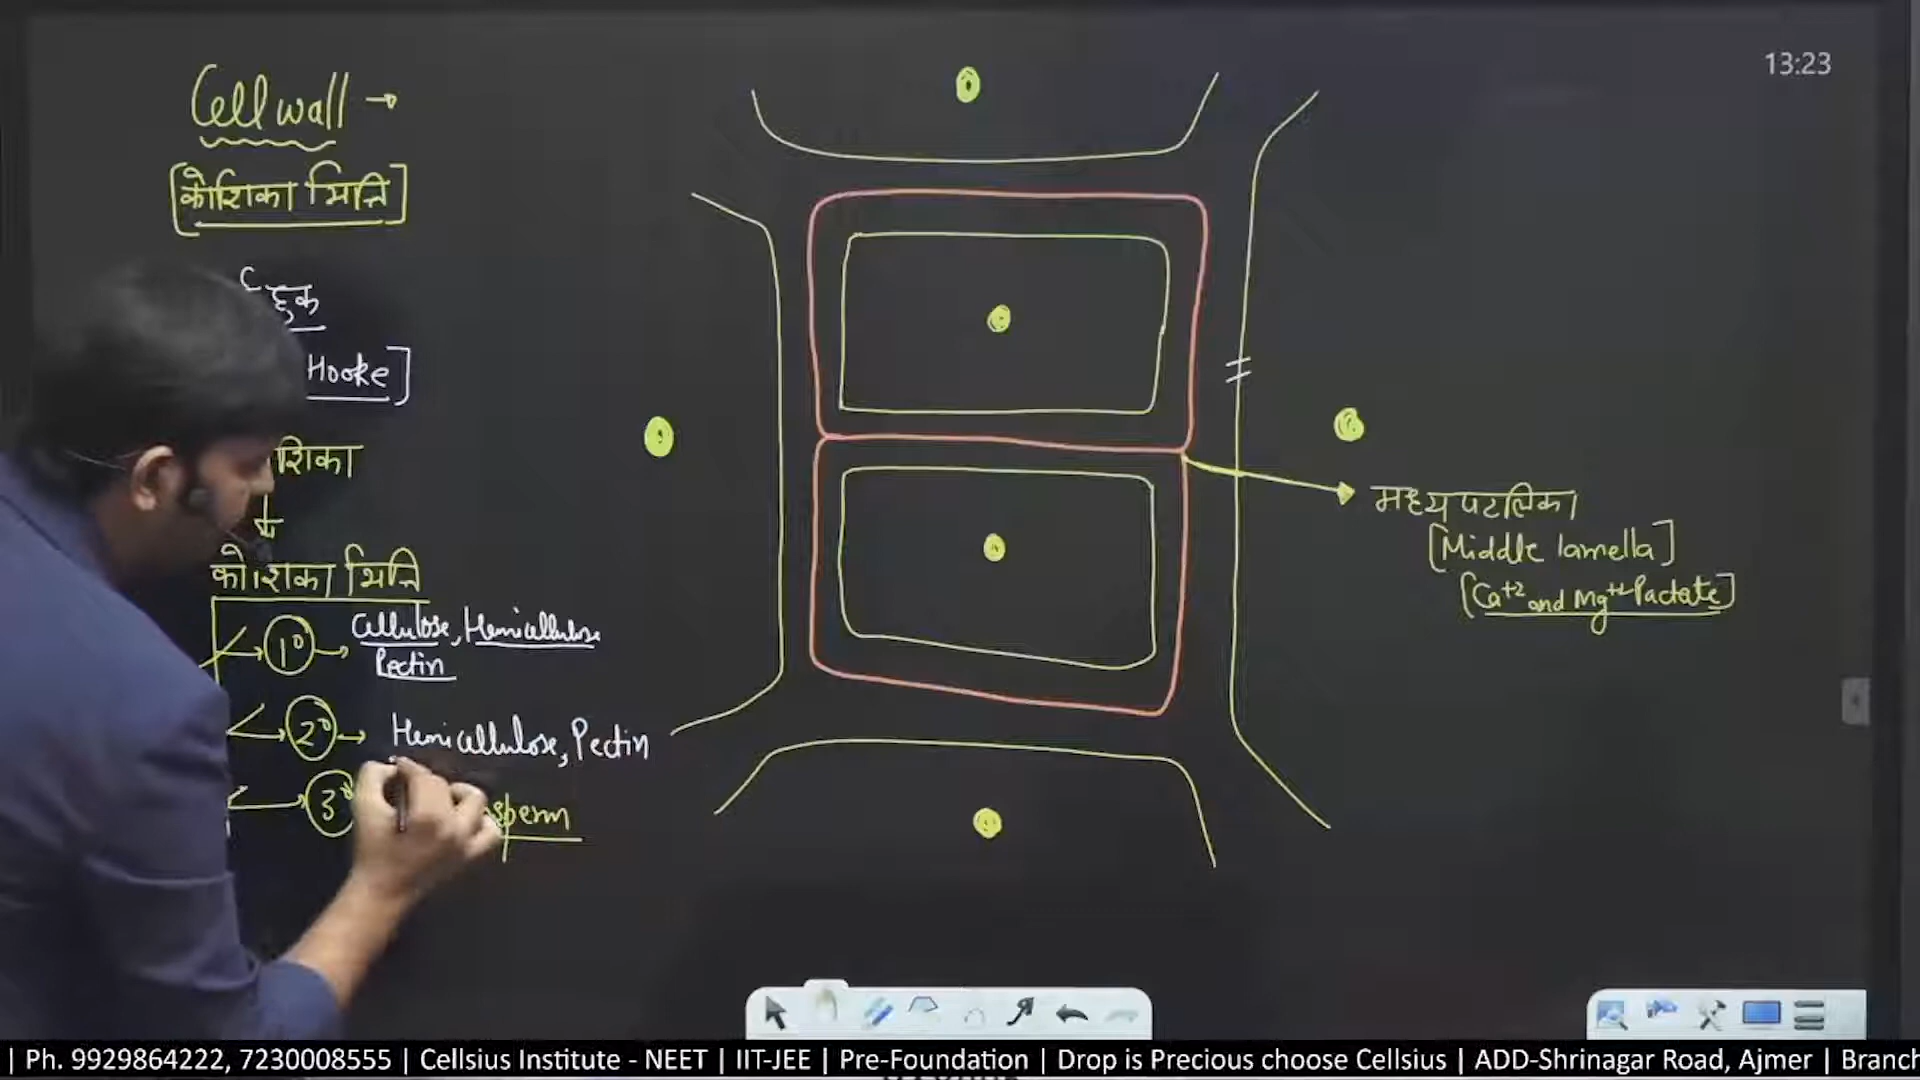 Cell wall →
[कोशिका भित्ति]
हुक
Hooke]
शिका
कोशिका भित्ति
1° → Cellulose, Hemicellulose
Pectin
2° → Hemicellulose, Pectin
3°
sperm
मध्य पटलिका
[Middle lamella]
[Ca+2 and Mg++ Pactate]
13:23
| Ph. 9929864222, 7230008555 | Cellsius Institute - NEET | IIT-JEE | Pre-Foundation | Drop is Precious choose Cellsius | ADD-Shrinagar Road, Ajmer | Branch